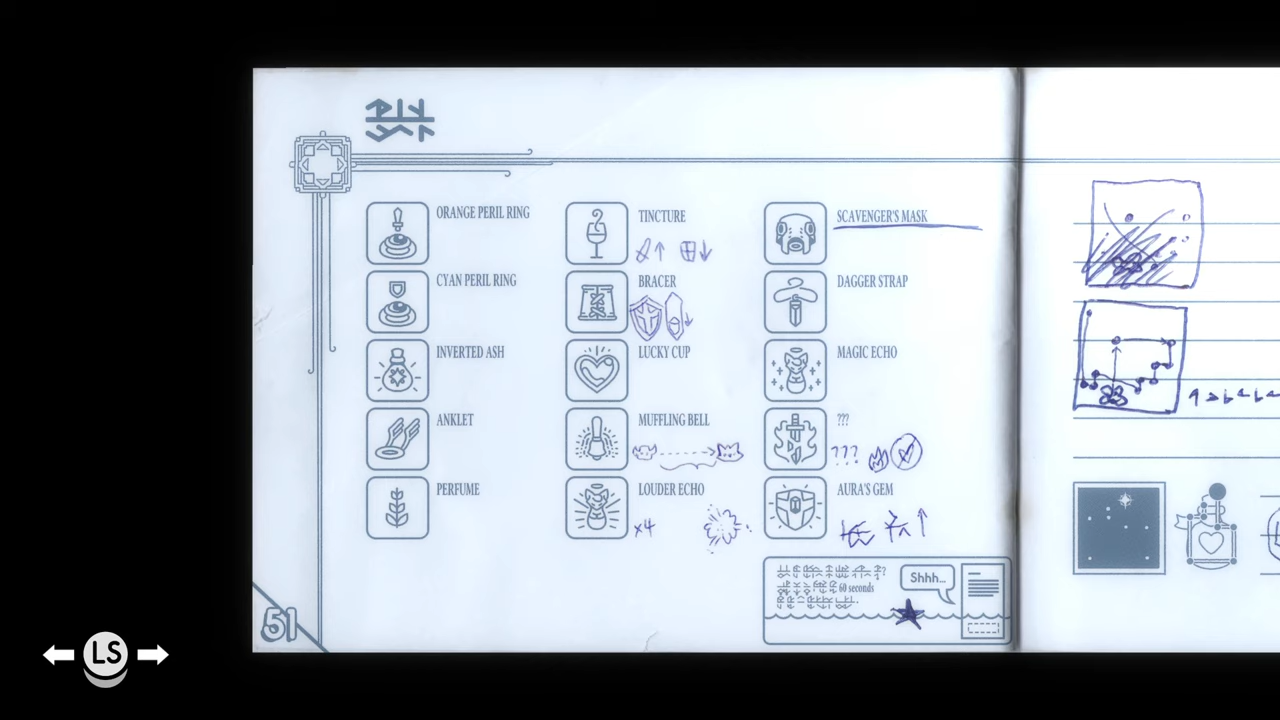 ORANGE PERIL RING
CYAN PERIL RING
INVERTED ASH
ANKLET
PERFUME
TINCTURE
BRACER
LUCKY CUP
MUFFLING BELL
LOUDER ECHO
x4
SCAVENGER'S MASK
DAGGER STRAP
MAGIC ECHO
???
???
AURA'S GEM
?
60 seconds
Shhh...
51
LS